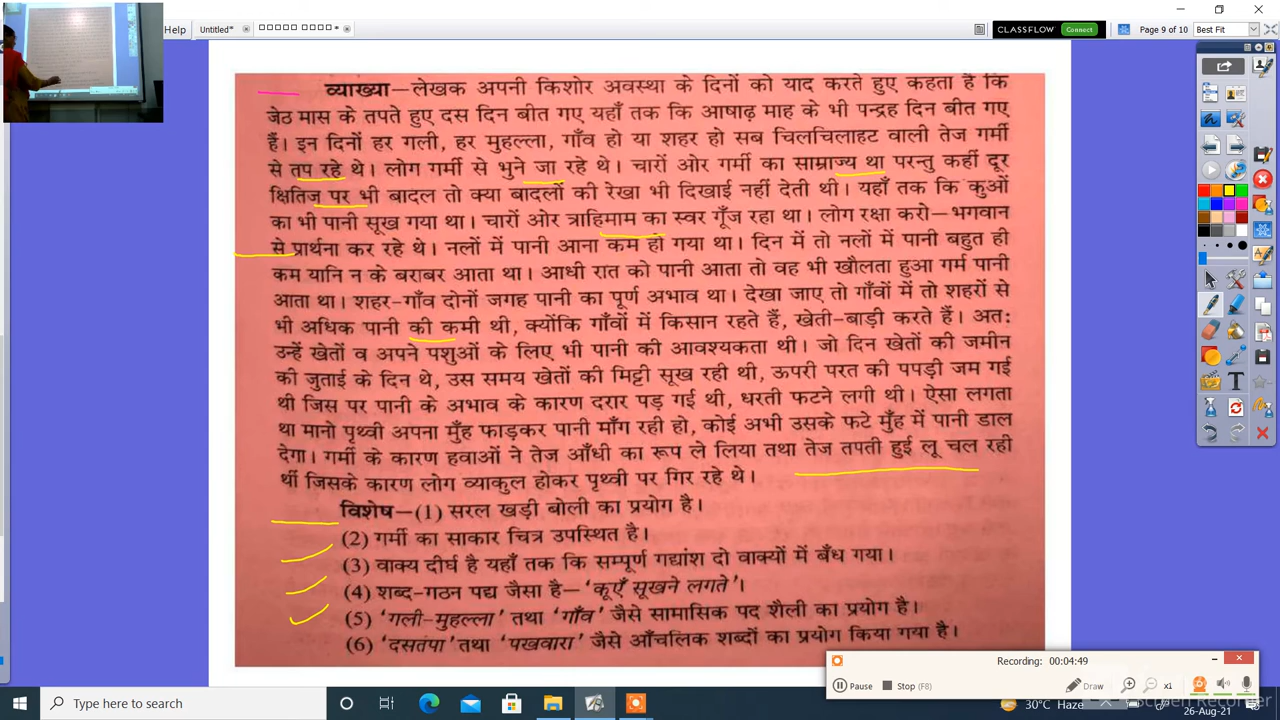 Help
Untitled*
CLASSFLOW Connect
Page 9 of 10
Best Fit
व्याख्या–लेखक अपनी किशोर अवस्था के दिनों को याद करते हुए कहता है कि
जेठ मास के तपते हुए दस दिन बीत गए यहाँ तक कि आषाढ़ माह के भी पन्द्रह दिन बीत गए
हैं। इन दिनों हर गली, हर मुहल्ला, गाँव हो या शहर हो सब चिलचिलाहट वाली तेज गर्मी
से तप रहे थे। लोग गर्मी से भुने जा रहे थे। चारों ओर गर्मी का साम्राज्य था परन्तु कहीं दूर
क्षितिज पर भी बादल तो क्या बादलों की रेखा भी दिखाई नहीं देती थी। यहाँ तक कि कुओं
का भी पानी सूख गया था। चारों ओर त्राहिमाम का स्वर गूँज रहा था। लोग रक्षा करो–भगवान
से प्रार्थना कर रहे थे। नलों में पानी आना कम हो गया था। दिन में तो नलों में पानी बहुत ही
कम यानि न के बराबर आता था। आधी रात को पानी आता तो वह भी खौलता हुआ गर्म पानी
आता था। शहर-गाँव दोनों जगह पानी का पूर्ण अभाव था। देखा जाए तो गाँवों में तो शहरों से
भी अधिक पानी की कमी थी, क्योंकि गाँवों में किसान रहते हैं, खेती-बाड़ी करते हैं। अत:
उन्हें खेतों व अपने पशुओं के लिए भी पानी की आवश्यकता थी। जो दिन खेतों की जमीन
की जुताई के दिन थे, उस समय खेतों की मिट्टी सूख रही थी, ऊपरी परत की पपड़ी जम गई
थी जिस पर पानी के अभाव के कारण दरार पड़ गई थी, धरती फटने लगी थी। ऐसा लगता
था मानो पृथ्वी अपना मुँह फाड़कर पानी माँग रही हो, कोई अभी उसके फटे मुँह में पानी डाल
देगा। गर्मी के कारण हवाओं ने तेज आँधी का रूप ले लिया तथा तेज तपती हुई लू चल रही
थीं जिसके कारण लोग व्याकुल होकर पृथ्वी पर गिर रहे थे।
विशेष–(1) सरल खड़ी बोली का प्रयोग है।
(2) गर्मी का साकार चित्र उपस्थित है।
(3) वाक्य दीर्घ है यहाँ तक कि सम्पूर्ण गद्यांश दो वाक्यों में बँध गया।
(4) शब्द-गठन पद्य जैसा है–‘कूएँ सूखने लगते’।
(5) ‘गली-मुहल्ला’ तथा ‘गाँव’ जैसे सामासिक पद शैली का प्रयोग है।
(6) ‘दसतपा’ तथा ‘पखवारा’ जैसे आँचलिक शब्दों का प्रयोग किया गया है।
Recording: 00:04:49
Pause Stop (F8) Draw x1
Screen Recorder
Type here to search
30°C Haze
26-Aug-21